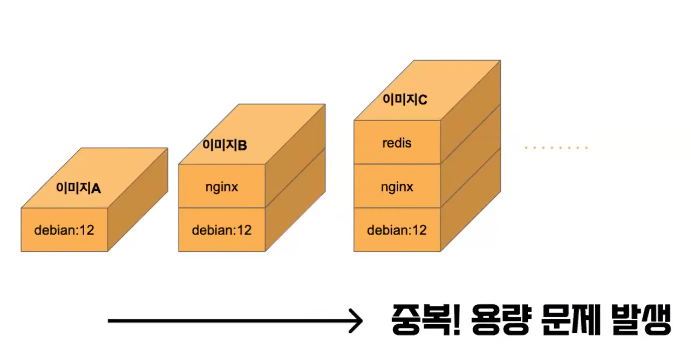 이미지A
debian:12
이미지B
nginx
debian:12
이미지C
redis
nginx
debian:12
........
중복! 용량 문제 발생